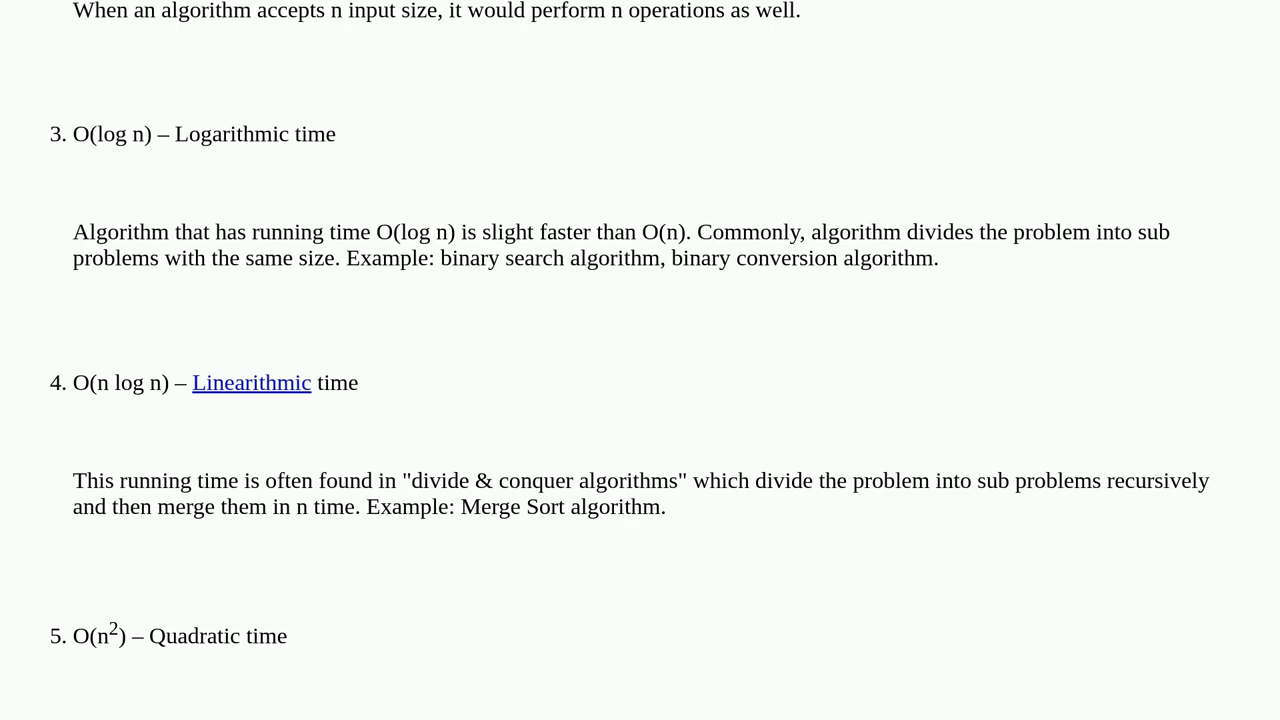 When an algorithm accepts n input size, it would perform n operations as well.
3. O(log n) – Logarithmic time
Algorithm that has running time O(log n) is slight faster than O(n). Commonly, algorithm divides the problem into sub
problems with the same size. Example: binary search algorithm, binary conversion algorithm.
4. O(n log n) – Linearithmic time
This running time is often found in "divide & conquer algorithms" which divide the problem into sub problems recursively
and then merge them in n time. Example: Merge Sort algorithm.
5. O(n²) – Quadratic time